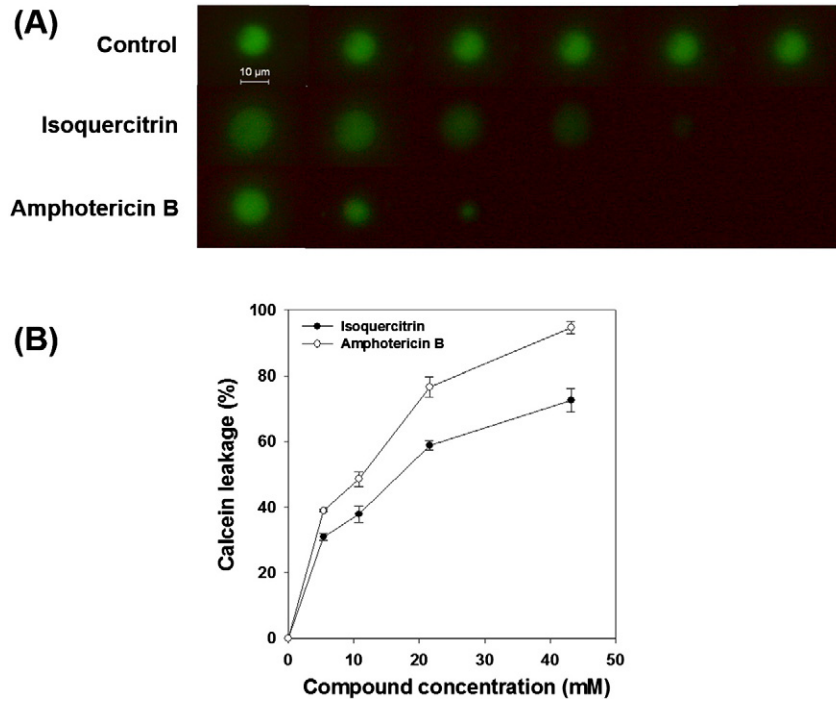 (A)
Control
10 µm
Isoquercitrin
Amphotericin B
(B)
100
80
60
40
20
0
Calcein leakage (%)
Isoquercitrin
Amphotericin B
0 10 20 30 40 50
Compound concentration (mM)